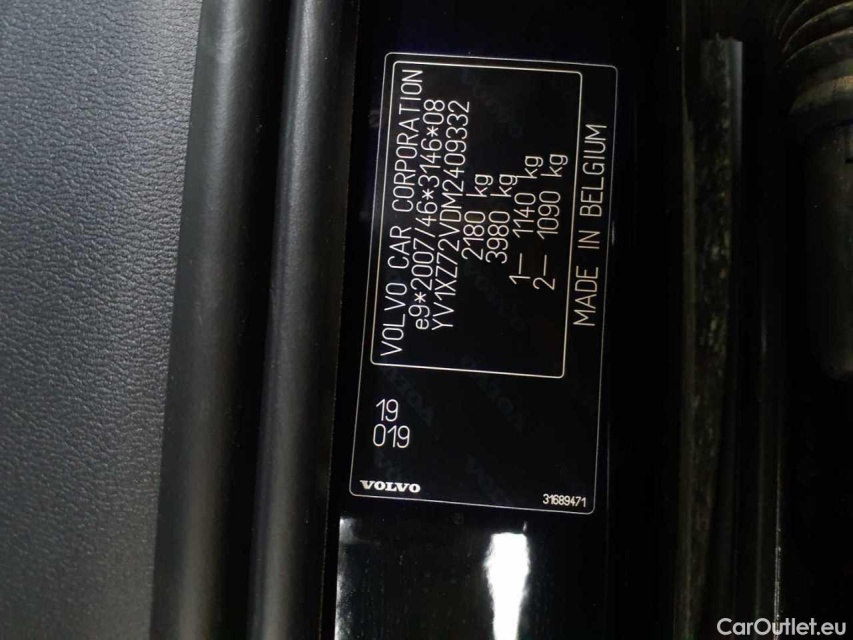 VOLVO CAR CORPORATION
e9*2007/46*3146*08
YV1XZ72VDM2409332
2180 kg
3980 kg
1– 1140 kg
2– 1090 kg
MADE IN BELGIUM
19
019
VOLVO
31689471
CarOutlet.eu